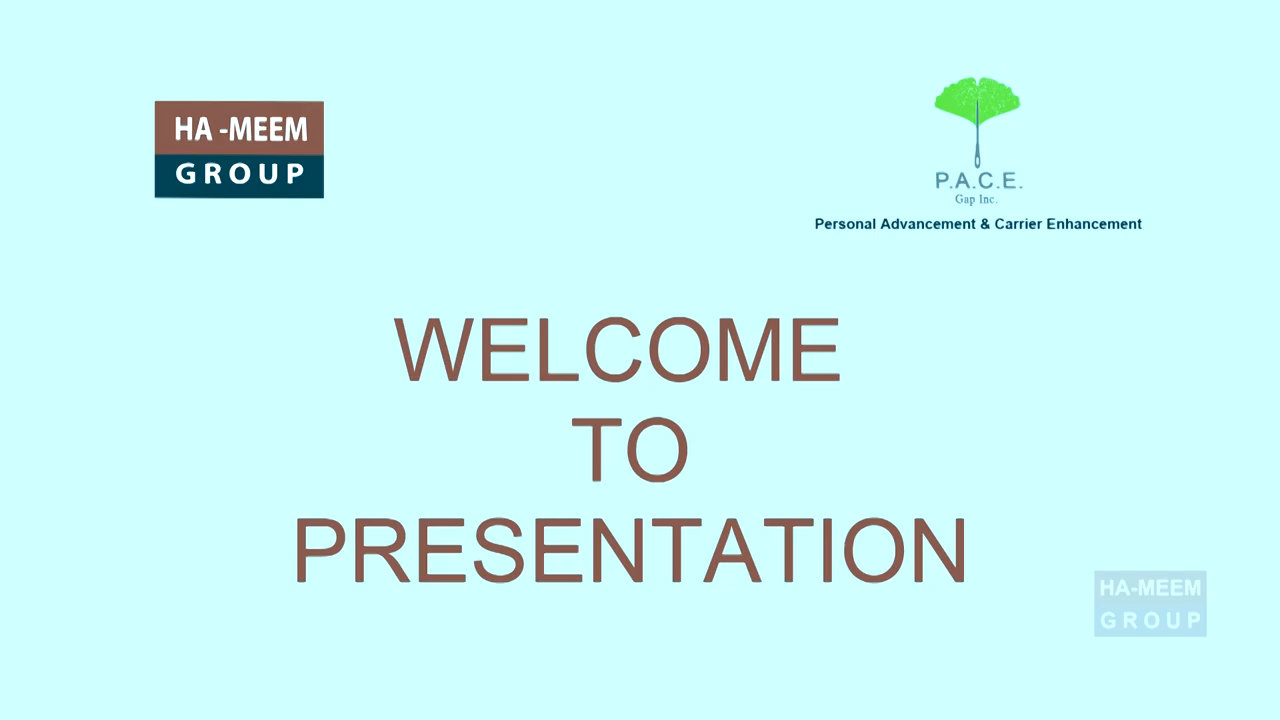 HA -MEEM
GROUP
P.A.C.E.
Gap Inc.
Personal Advancement & Carrier Enhancement
WELCOME
TO
PRESENTATION
HA-MEEM
GROUP